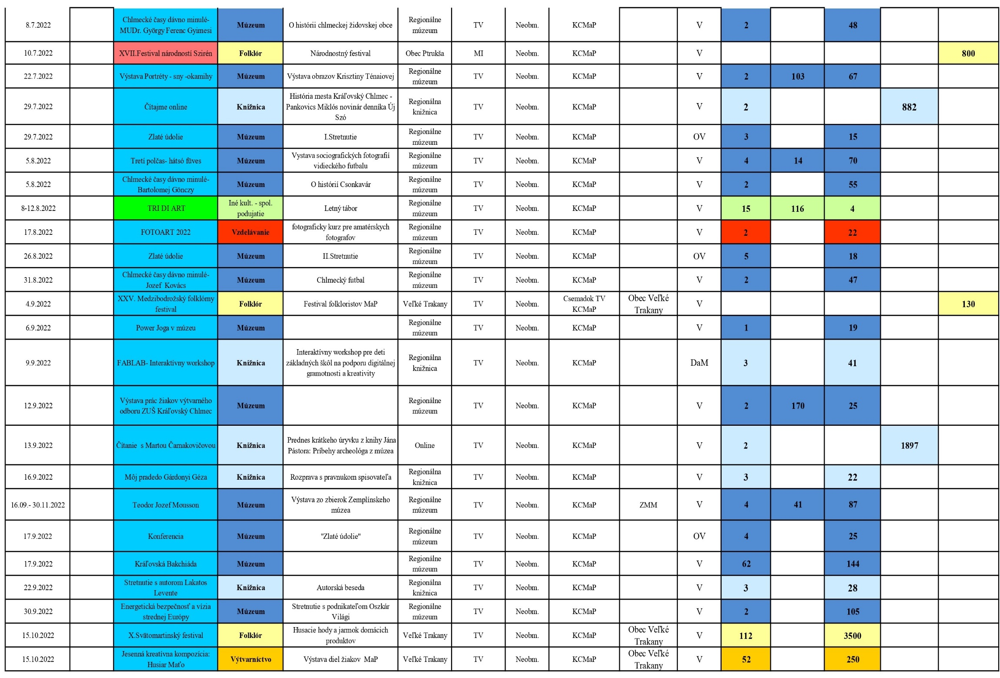 8.7.2022 Chlmecké časy dávno minulé- MUDr. György Ferenc Gyimesi Múzeum O histórii chlmeckej židovskej obce Regionálne múzeum TV Neobm. KCMaP V 2 48
10.7.2022 XVII.Festival národností Szirén Folklór Národnostný festival Obec Ptrukša MI Neobm. KCMaP V 800
22.7.2022 Výstava Portréty - sny -okamihy Múzeum Výstava obrazov Krisztiny Ténaiovej Regionálne múzeum TV Neobm. KCMaP V 2 103 67
29.7.2022 Čítajme online Knižnica História mesta Kráľovský Chlmec - Pankovics Miklós novinár denníka Új Szó Regionálna knižnica TV Neobm. KCMaP V 2 882
29.7.2022 Zlaté údolie Múzeum I.Stretnutie Regionálne múzeum TV Neobm. KCMaP OV 3 15
5.8.2022 Tretí polčas- hátsó füves Múzeum Vystava sociografických fotografií vidieckého futbalu Regionálne múzeum TV Neobm. KCMaP V 4 14 70
5.8.2022 Chlmecké časy dávno minulé- Bartolomej Gönczy Múzeum O histórií Csonkavár Regionálne múzeum TV Neobm. KCMaP V 2 55
8-12.8.2022 TRI DI ART Iné kult. - spol. podujatie Letný tábor Regionálne múzeum TV Neobm. KCMaP V 15 116 4
17.8.2022 FOTOART 2022 Vzdelávanie fotograficky kurz pre amatérskych fotografov Regionálne múzeum TV Neobm. KCMaP V 2 22
26.8.2022 Zlaté údolie Múzeum II.Stretnutie Regionálne múzeum TV Neobm. KCMaP OV 5 18
31.8.2022 Chlmecké časy dávno minulé- Jozef Kovács Múzeum Chlmecký futbal Regionálne múzeum TV Neobm. KCMaP V 2 47
4.9.2022 XXV. Medzibodrožský folklórny festival Folklór Festival folkloristov MaP Veľké Trakany TV Neobm. Csemadok TV KCMaP Obec Veľké Trakany V 130
6.9.2022 Power Joga v múzeu Múzeum Regionálne múzeum TV Neobm. KCMaP V 1 19
9.9.2022 FABLAB- Interaktívny workshop Knižnica Interaktívny workshop pre deti základných škôl na podporu digitálnej gramotnosti a kreativity Regionálna knižnica TV Neobm. KCMaP DaM 3 41
12.9.2022 Výstava prác žiakov výtvarného odboru ZUŠ Kráľovský Chlmec Múzeum Regionálne múzeum TV Neobm. KCMaP V 2 170 25
13.9.2022 Čítanie s Martou Čarnakovičovou Knižnica Prednes krátkeho úryvku z knihy Jána Pástora: Príbehy archeológa z múzea Online TV Neobm. KCMaP V 2 1897
16.9.2022 Môj pradedo Gárdonyi Géza Knižnica Rozprava s pravnukom spisovateľa Regionálna knižnica TV Neobm. KCMaP V 3 22
16.09.- 30.11.2022 Teodor Jozef Mousson Múzeum Výstava zo zbierok Zemplínskeho múzea Regionálne múzeum TV Neobm. KCMaP ZMM V 4 41 87
17.9.2022 Konferencia Múzeum "Zlaté údolie" Regionálne múzeum TV Neobm. KCMaP OV 4 25
17.9.2022 Kráľovská Bakchiáda Múzeum Regionálne múzeum TV Neobm. KCMaP V 62 144
22.9.2022 Stretnutie s autorom Lakatos Levente Knižnica Autorská beseda Regionálna knižnica TV Neobm. KCMaP V 3 28
30.9.2022 Energetická bezpečnosť a vízia strednej Európy Múzeum Stretnutie s podnikateľom Oszkár Világi Regionálne múzeum TV Neobm. KCMaP V 2 105
15.10.2022 X.Svätomartinský festival Folklór Husacie hody a jarmok domácich produktov Veľké Trakany TV Neobm. KCMaP Obec Veľké Trakany V 112 3500
15.10.2022 Jesenná kreatívna kompozícia: Husiar Maťo Výtvarníctvo Výstava diel žiakov MaP Veľké Trakany TV Neobm. KCMaP Obec Veľké Trakany V 52 250